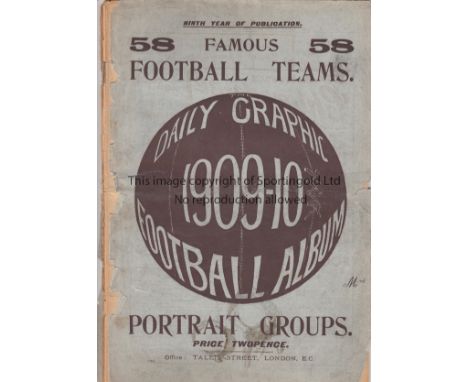 NINTH YEAR OF PUBLICATION.
58 FAMOUS 58
FOOTBALL TEAMS.
DAILY GRAPHIC
1909-10
FOOTBALL ALBUM
This image copyright of Sportingold Ltd/
No reproduction allowed
PORTRAIT GROUPS.
PRICE TWOPENCE.
Office: STREET, LONDON, E.C.